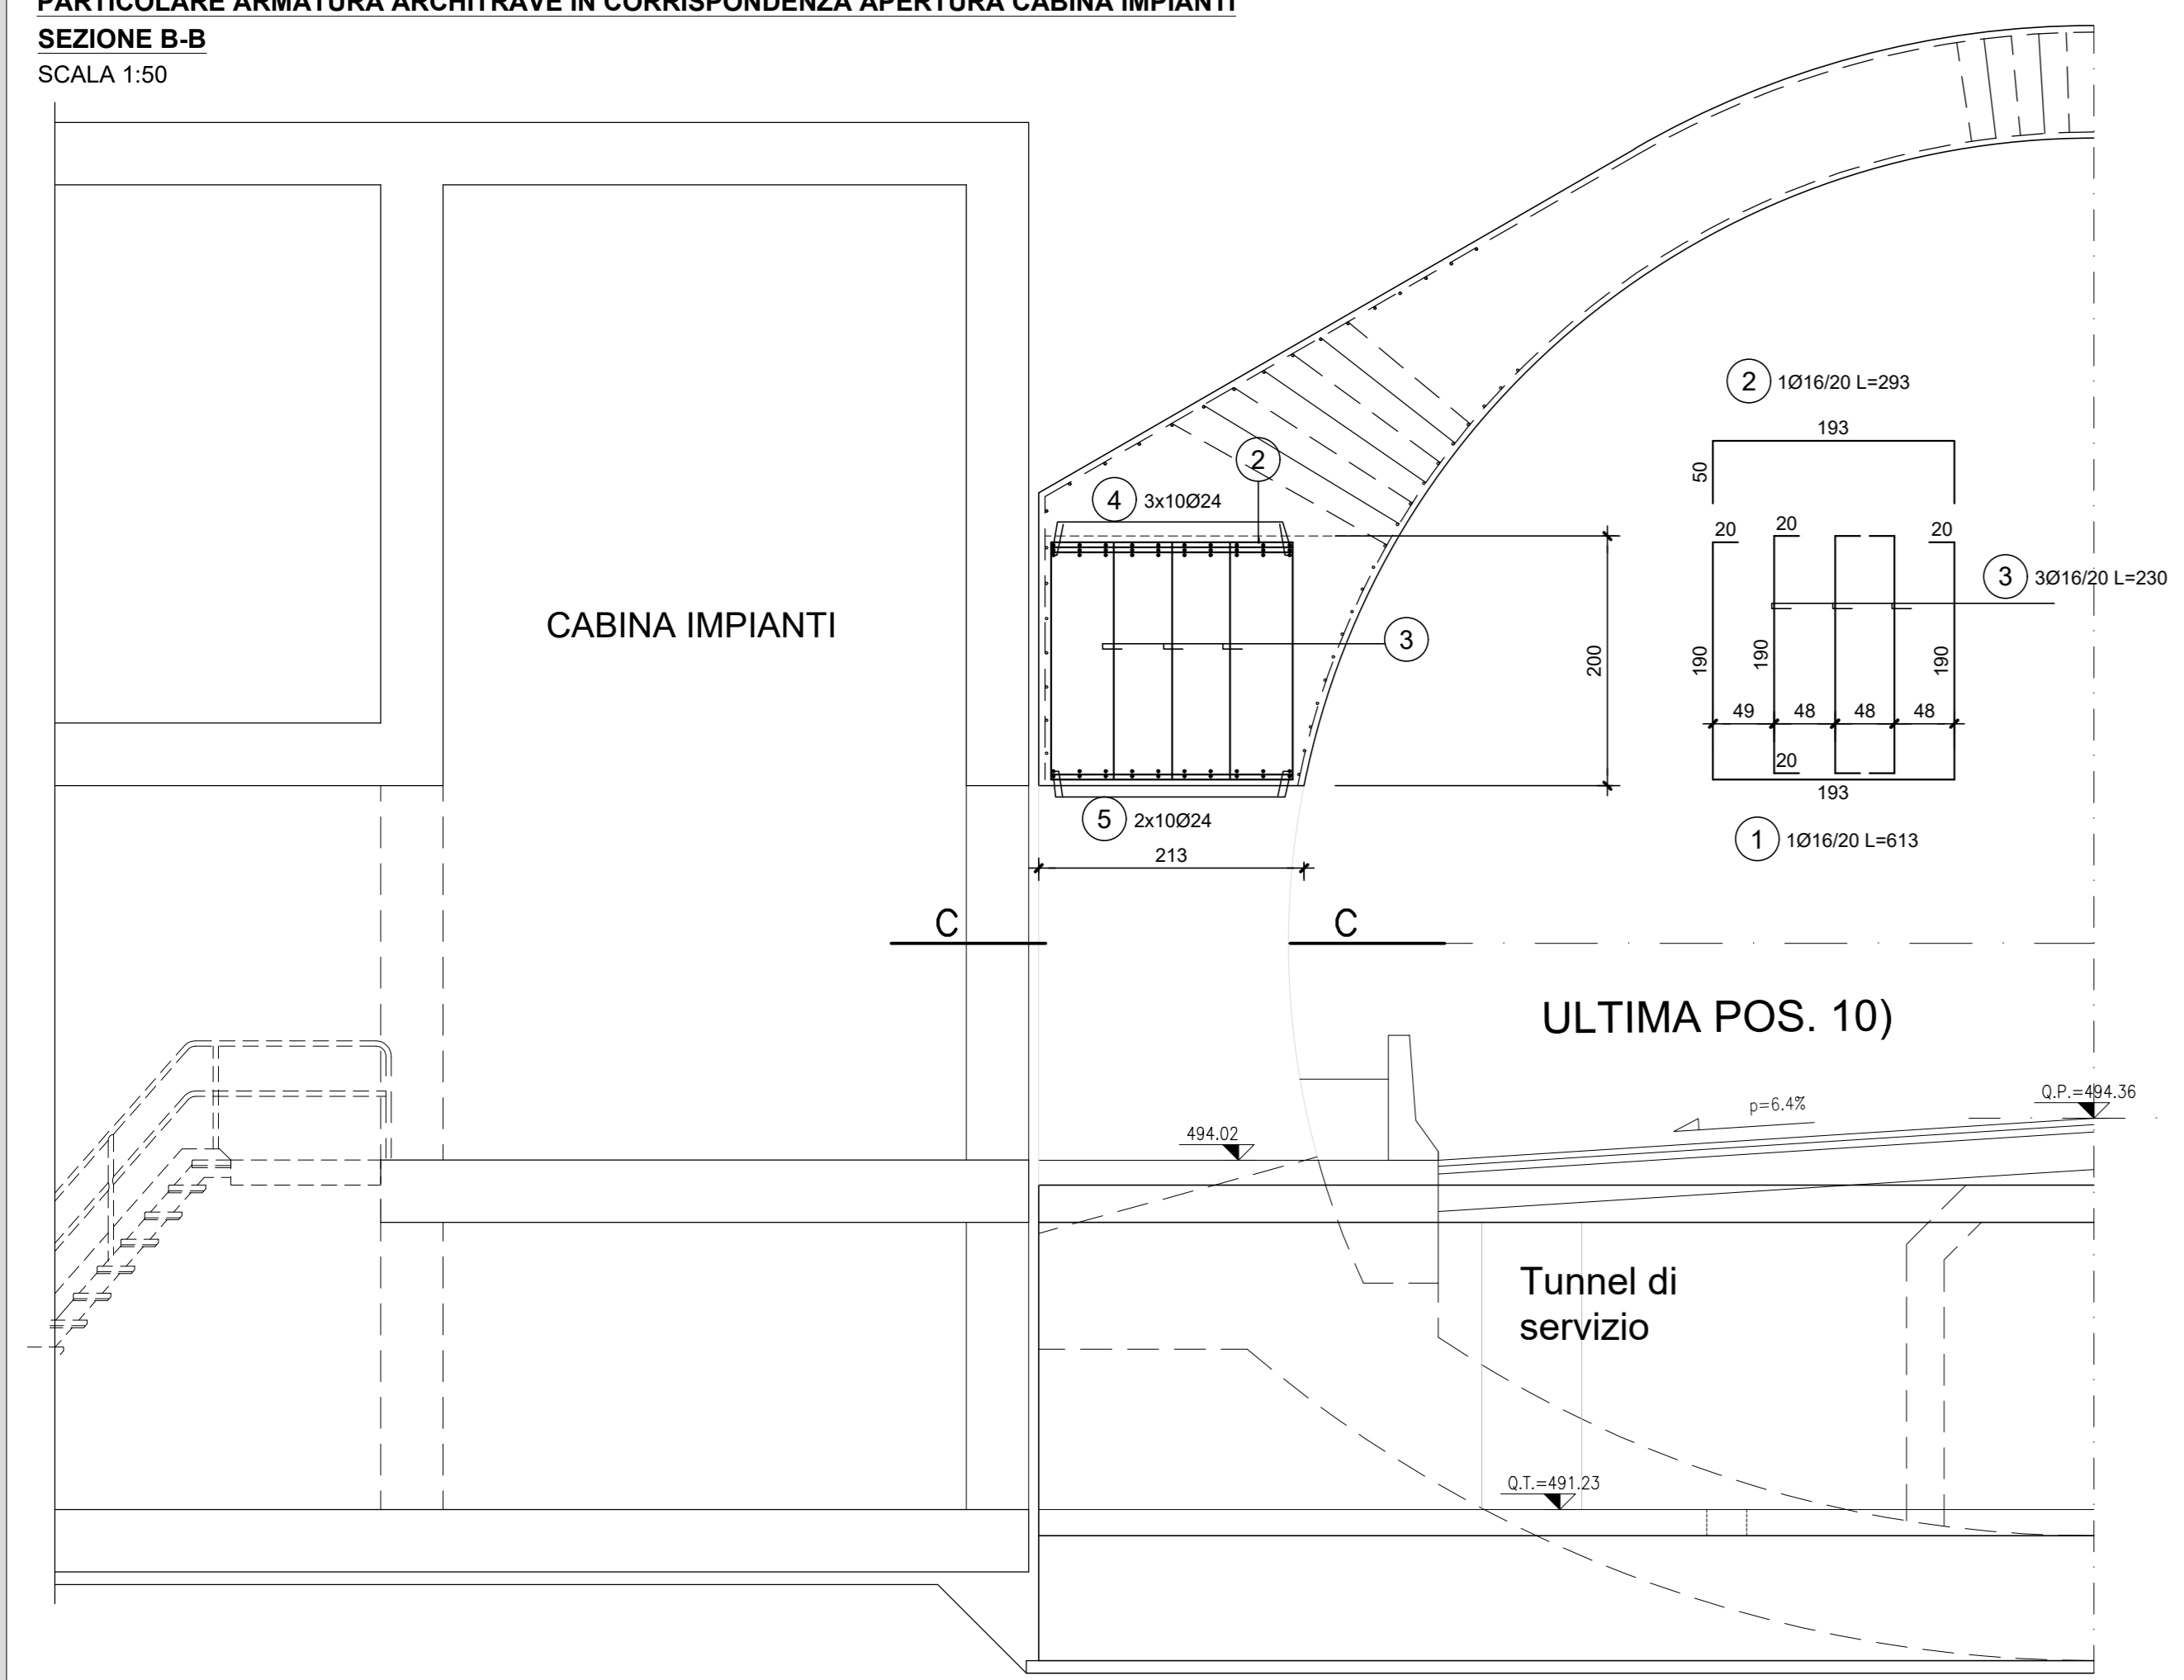 PARTICOLARE ARMATURA ARCHITRAVE IN CORRISPONDENZA APERTURA CABINA IMPIANTI
SEZIONE B-B
SCALA 1:50
2 1Ø16/20 L=293
193
50
2
4 3x10Ø24
20
20
20
3 3Ø16/20 L=230
CABINA IMPIANTI
3
200
190
190
190
49
48
48
48
20
193
5 2x10Ø24
1 1Ø16/20 L=613
213
C
C
ULTIMA POS. 10)
Q.P.=494.36
p=6.4%
494.02
Tunnel di
servizio
Q.T.=491.23